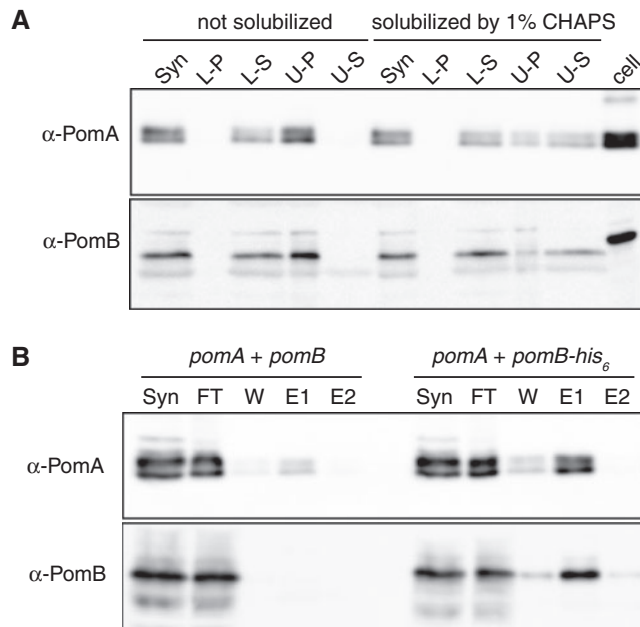 A
not solubilized solubilized by 1% CHAPS
Syn L-P L-S U-P U-S Syn L-P L-S U-P U-S cell
α-PomA
α-PomB
B
pomA + pomB pomA + pomB-his₆
Syn FT W E1 E2 Syn FT W E1 E2
α-PomA
α-PomB